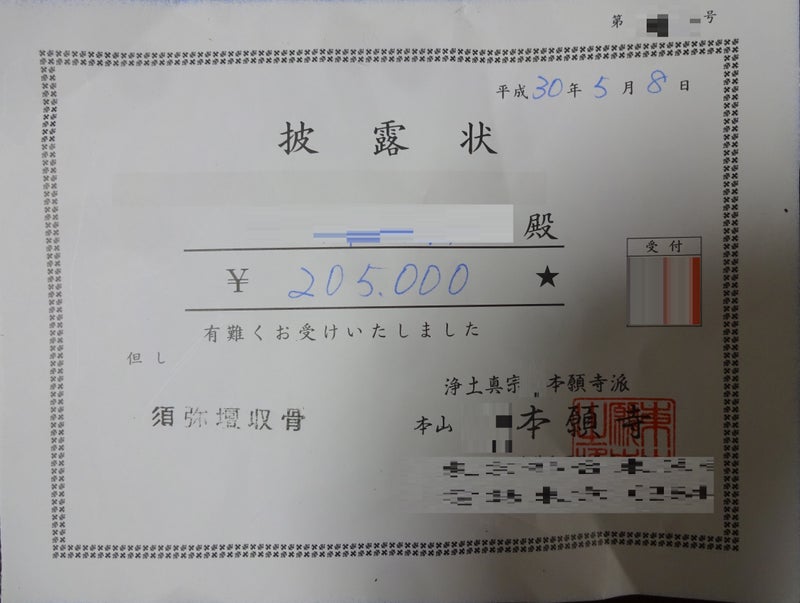 第 号
平成30年5月8日
披露状
殿
¥ 205.000 ★
受付
有難くお受けいたしました
但し
須弥壇収骨
浄土真宗 本願寺派
本山 本願寺